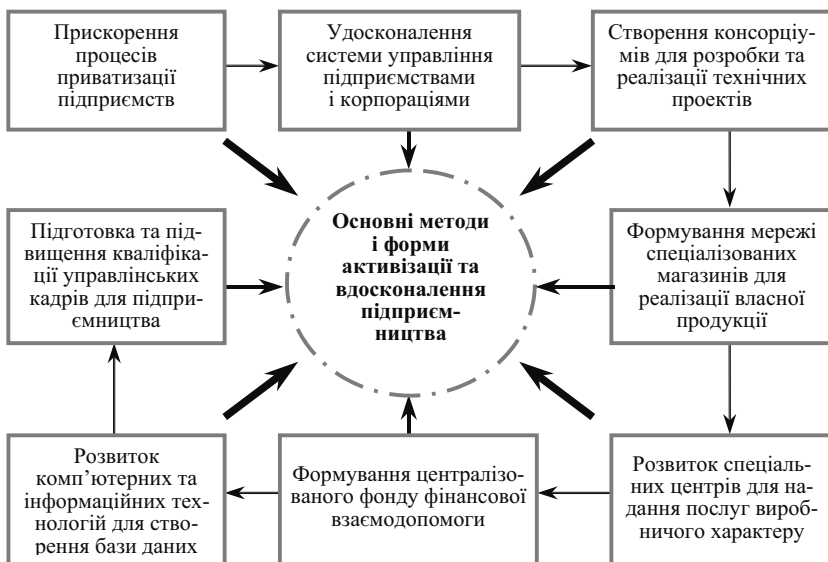 Прискорення
процесів
приватизації
підприємств
Удосконалення
системи управління
підприємствами
і корпораціями
Створення консорціу-
мів для розробки та
реалізації технічних
проектів
Підготовка та під-
вищення кваліфіка-
ції управлінських
кадрів для підпри-
ємництва
Основні методи
і форми
активізації та
вдосконалення
підприєм-
ництва
Формування мережі
спеціалізованих
магазинів для
реалізації власної
продукції
Розвиток
комп’ютерних та
інформаційних тех-
нологій для ство-
рення бази даних
Формування централізо-
ваного фонду фінансової
взаємодопомоги
Розвиток спеціаль-
них центрів для на-
дання послуг вироб-
ничого характеру